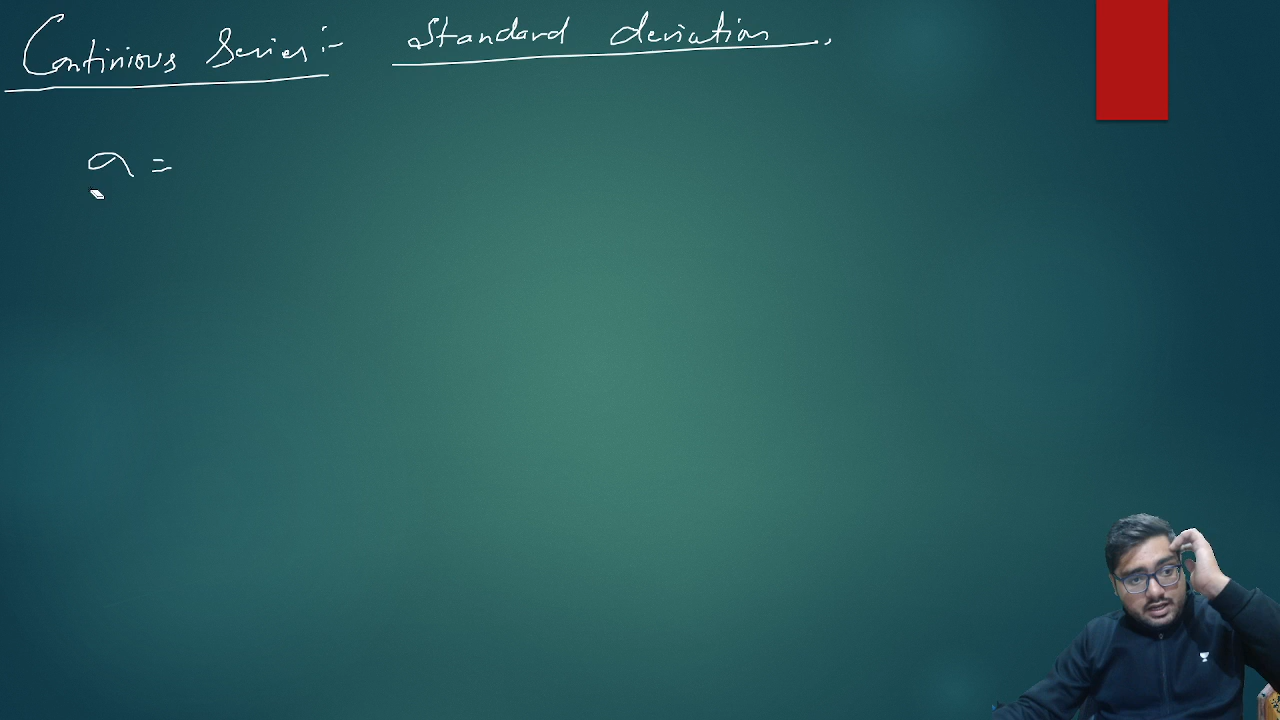 Continious Series:- Standard deviation.
a =